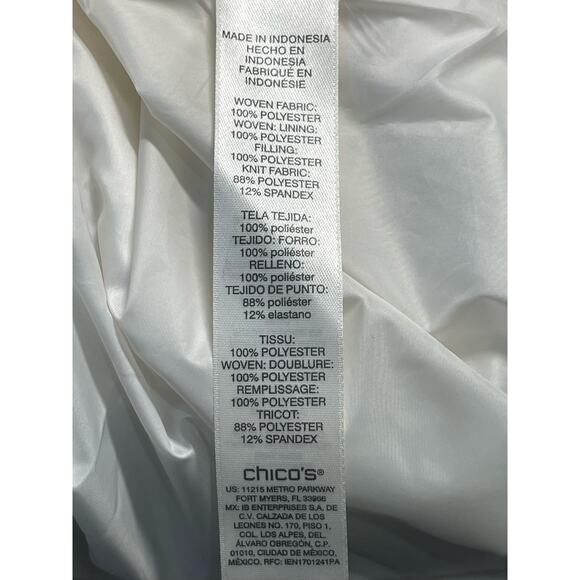 MADE IN INDONESIA
HECHO EN
INDONESIA
FABRIQUÉ EN
INDONÉSIE
WOVEN FABRIC:
100% POLYESTER
WOVEN: LINING:
100% POLYESTER
FILLING:
100% POLYESTER
KNIT FABRIC:
88% POLYESTER
12% SPANDEX
TELA TEJIDA:
100% poliéster
TEJIDO: FORRO:
100% poliéster
RELLENO:
100% poliéster
TEJIDO DE PUNTO:
88% poliéster
12% elastano
TISSU:
100% POLYESTER
WOVEN: DOUBLURE:
100% POLYESTER
REMPLISSAGE:
100% POLYESTER
TRICOT:
88% POLYESTER
12% SPANDEX
chico's®
US: 11215 METRO PARKWAY
FORT MYERS, FL 33966
MX: IB ENTERPRISES S.A. DE
C.V. CALZADA DE LOS
LEONES NO. 170, PISO 1,
COL. LOS ALPES, DEL.
ÁLVARO OBREGÓN, C.P.
01010, CIUDAD DE MÉXICO,
MÉXICO. RFC: IEN1701241PA